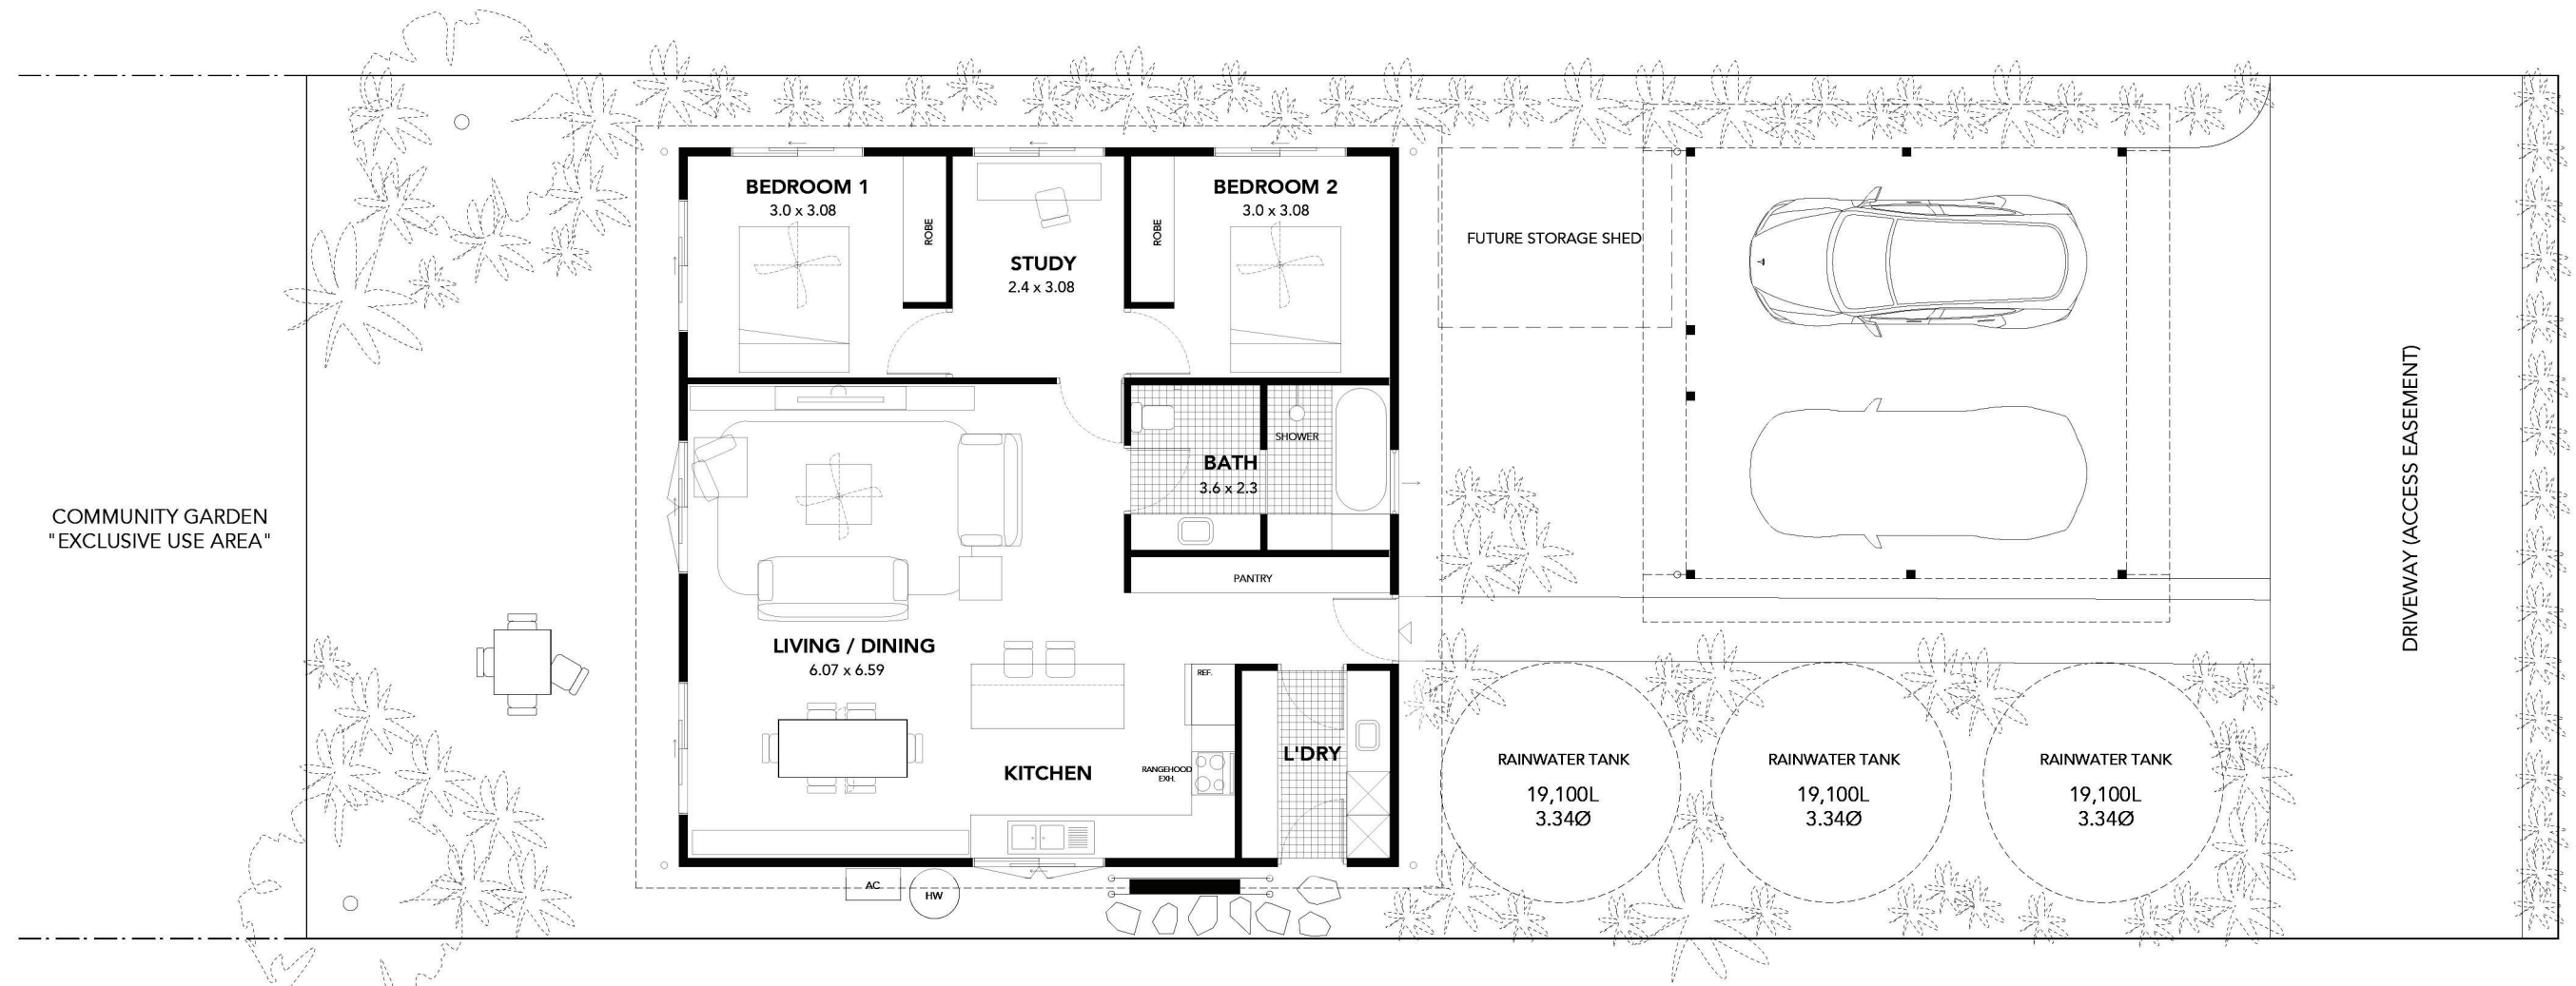 COMMUNITY GARDEN
"EXCLUSIVE USE AREA"
BEDROOM 1
3.0 x 3.08
ROBE
STUDY
2.4 x 3.08
ROBE
BEDROOM 2
3.0 x 3.08
FUTURE STORAGE SHED
SHOWER
BATH
3.6 x 2.3
PANTRY
LIVING / DINING
6.07 x 6.59
REF.
KITCHEN
RANGEHOOD
EXH.
L'DRY
AC
HW
RAINWATER TANK
19,100L
3.34Ø
RAINWATER TANK
19,100L
3.34Ø
RAINWATER TANK
19,100L
3.34Ø
DRIVEWAY (ACCESS EASEMENT)